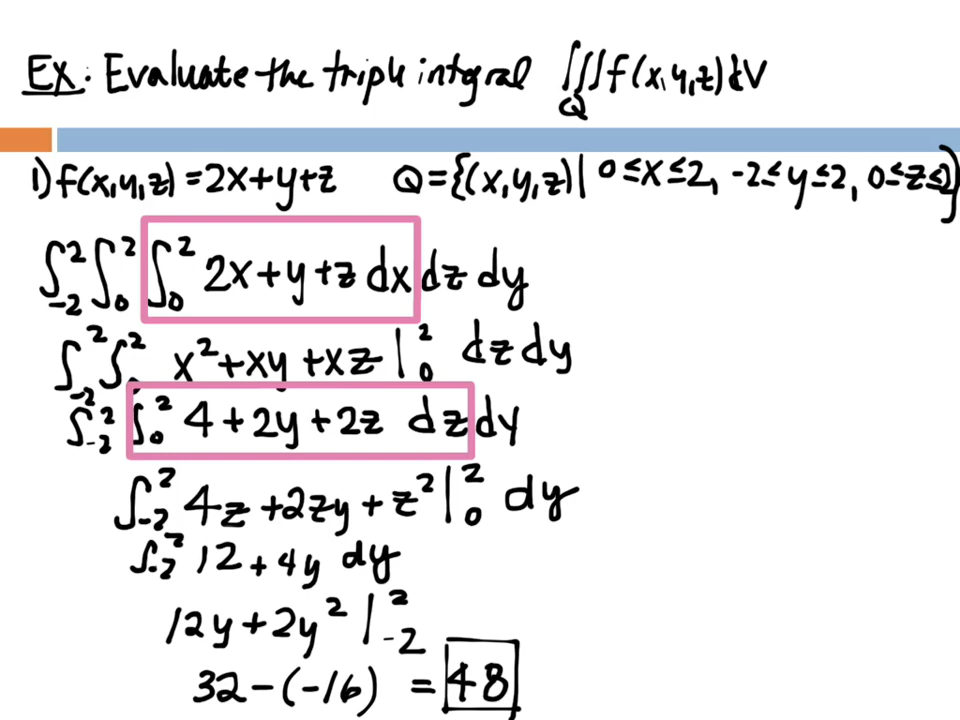 Ex: Evaluate the triple integral ∭_Q f(x,y,z) dV
1) f(x,y,z) = 2x+y+z Q = {(x,y,z) | 0≤x≤2, -2≤y≤2, 0≤z≤2}
∫_{-2}^{2} ∫_0^2 ∫_0^2 2x+y+z dx dz dy
∫_{-2}^{2} ∫_0^2 x²+xy+xz |_0^2 dz dy
∫_{-2}^{2} ∫_0^2 4+2y+2z dz dy
∫_{-2}^{2} 4z+2zy+z² |_0^2 dy
∫_{-2}^{2} 12+4y dy
12y+2y² |_{-2}^{2}
32-(-16) = 48